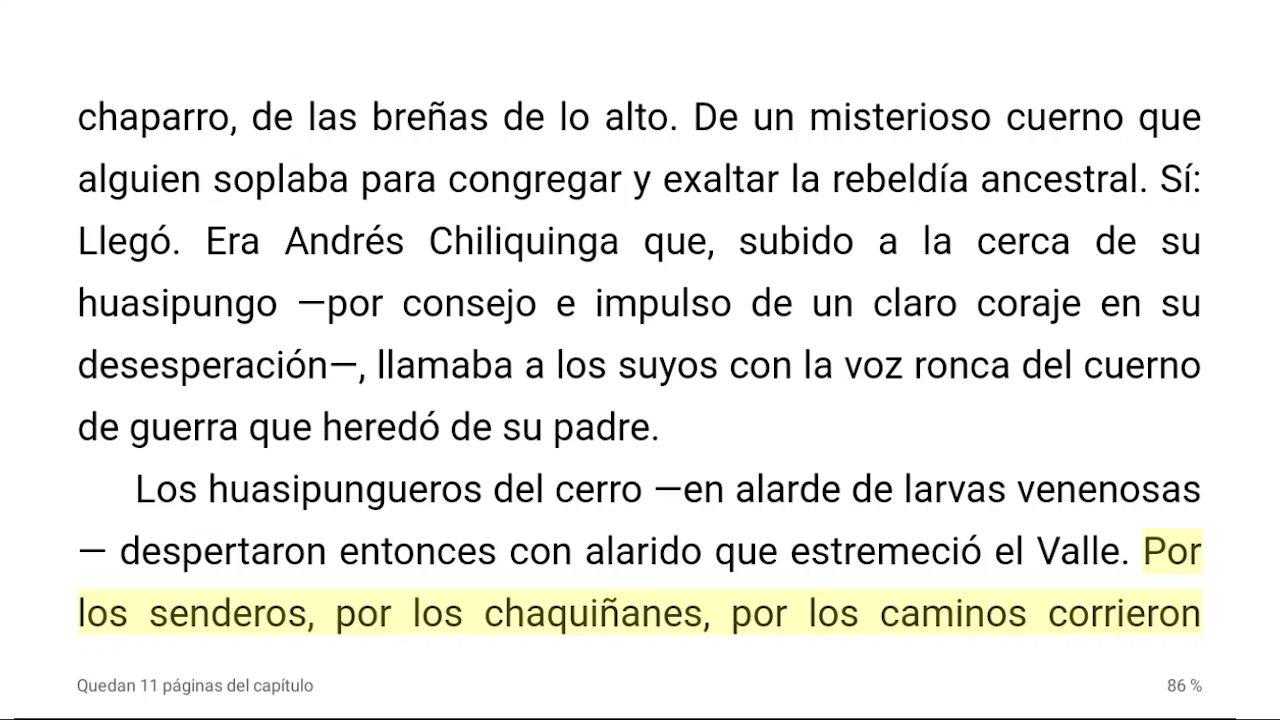 chaparro, de las breñas de lo alto. De un misterioso cuerno que
alguien soplaba para congregar y exaltar la rebeldía ancestral. Sí:
Llegó. Era Andrés Chiliquinga que, subido a la cerca de su
huasipungo —por consejo e impulso de un claro coraje en su
desesperación—, llamaba a los suyos con la voz ronca del cuerno
de guerra que heredó de su padre.
Los huasipungueros del cerro —en alarde de larvas venenosas
— despertaron entonces con alarido que estremeció el Valle. Por
los senderos, por los chaquiñanes, por los caminos corrieron
Quedan 11 páginas del capítulo
86 %